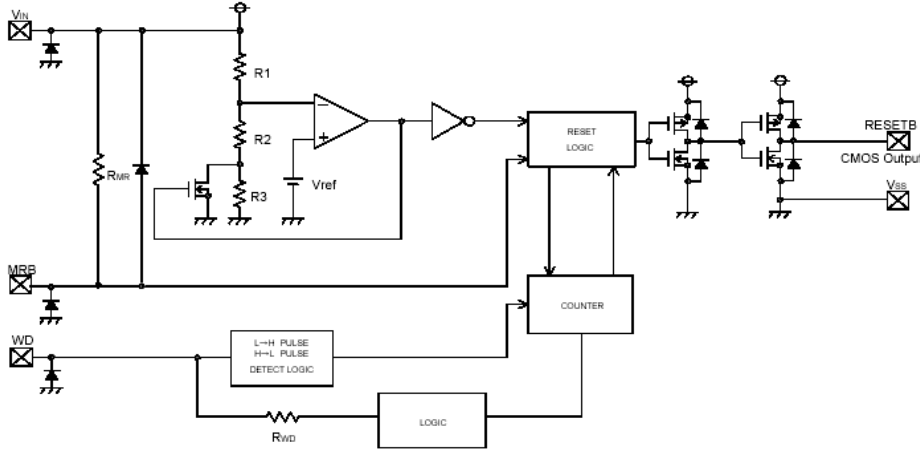 VIN
R1
R2
R3
RMR
−
+
Vref
RESET
LOGIC
RESETB
CMOS Output
VSS
MRB
COUNTER
WD
L→H PULSE
H→L PULSE
DETECT LOGIC
RWD
LOGIC